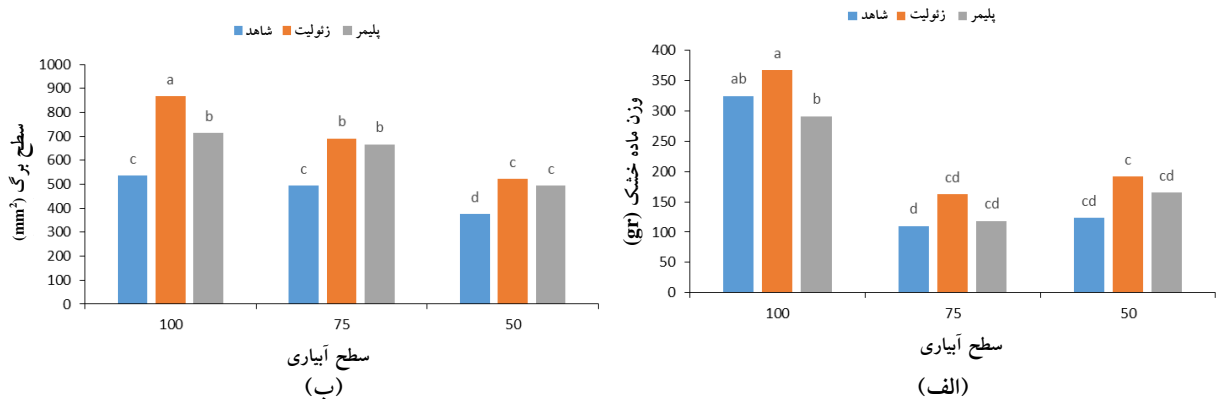 شاهد زئولیت پلیمر
وزن ماده خشک (gr)
400
350
300
250
200
150
100
50
0
ab a b
d cd cd
cd c cd
100 75 50
سطح آبیاری
(الف)
شاهد زئولیت پلیمر
سطح برگ (mm²)
1000
900
800
700
600
500
400
300
200
100
0
c a b
c b b
d c c
100 75 50
سطح آبیاری
(ب)